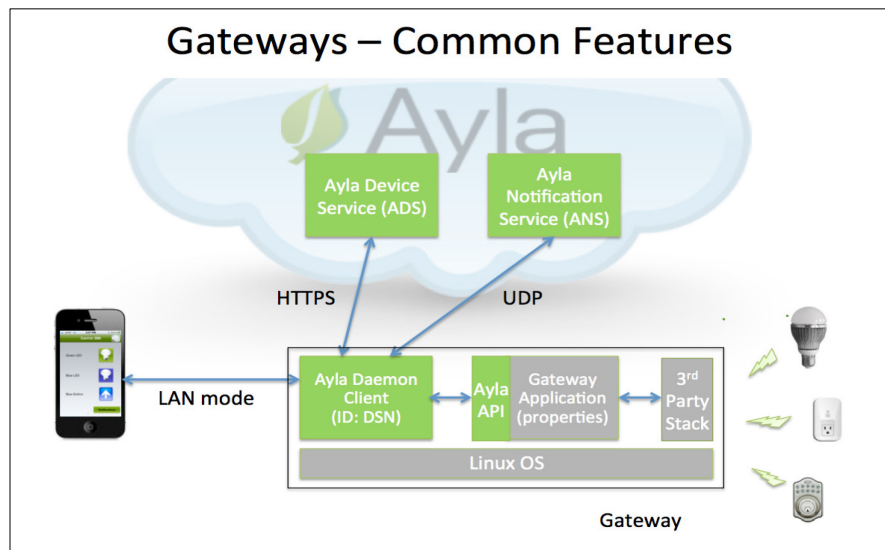 Gateways – Common Features
Ayla
Ayla Device
Service (ADS)
Ayla
Notification
Service (ANS)
HTTPS
UDP
LAN mode
Ayla Daemon
Client
(ID: DSN)
Ayla
API
Gateway
Application
(properties)
3rd
Party
Stack
Linux OS
Gateway